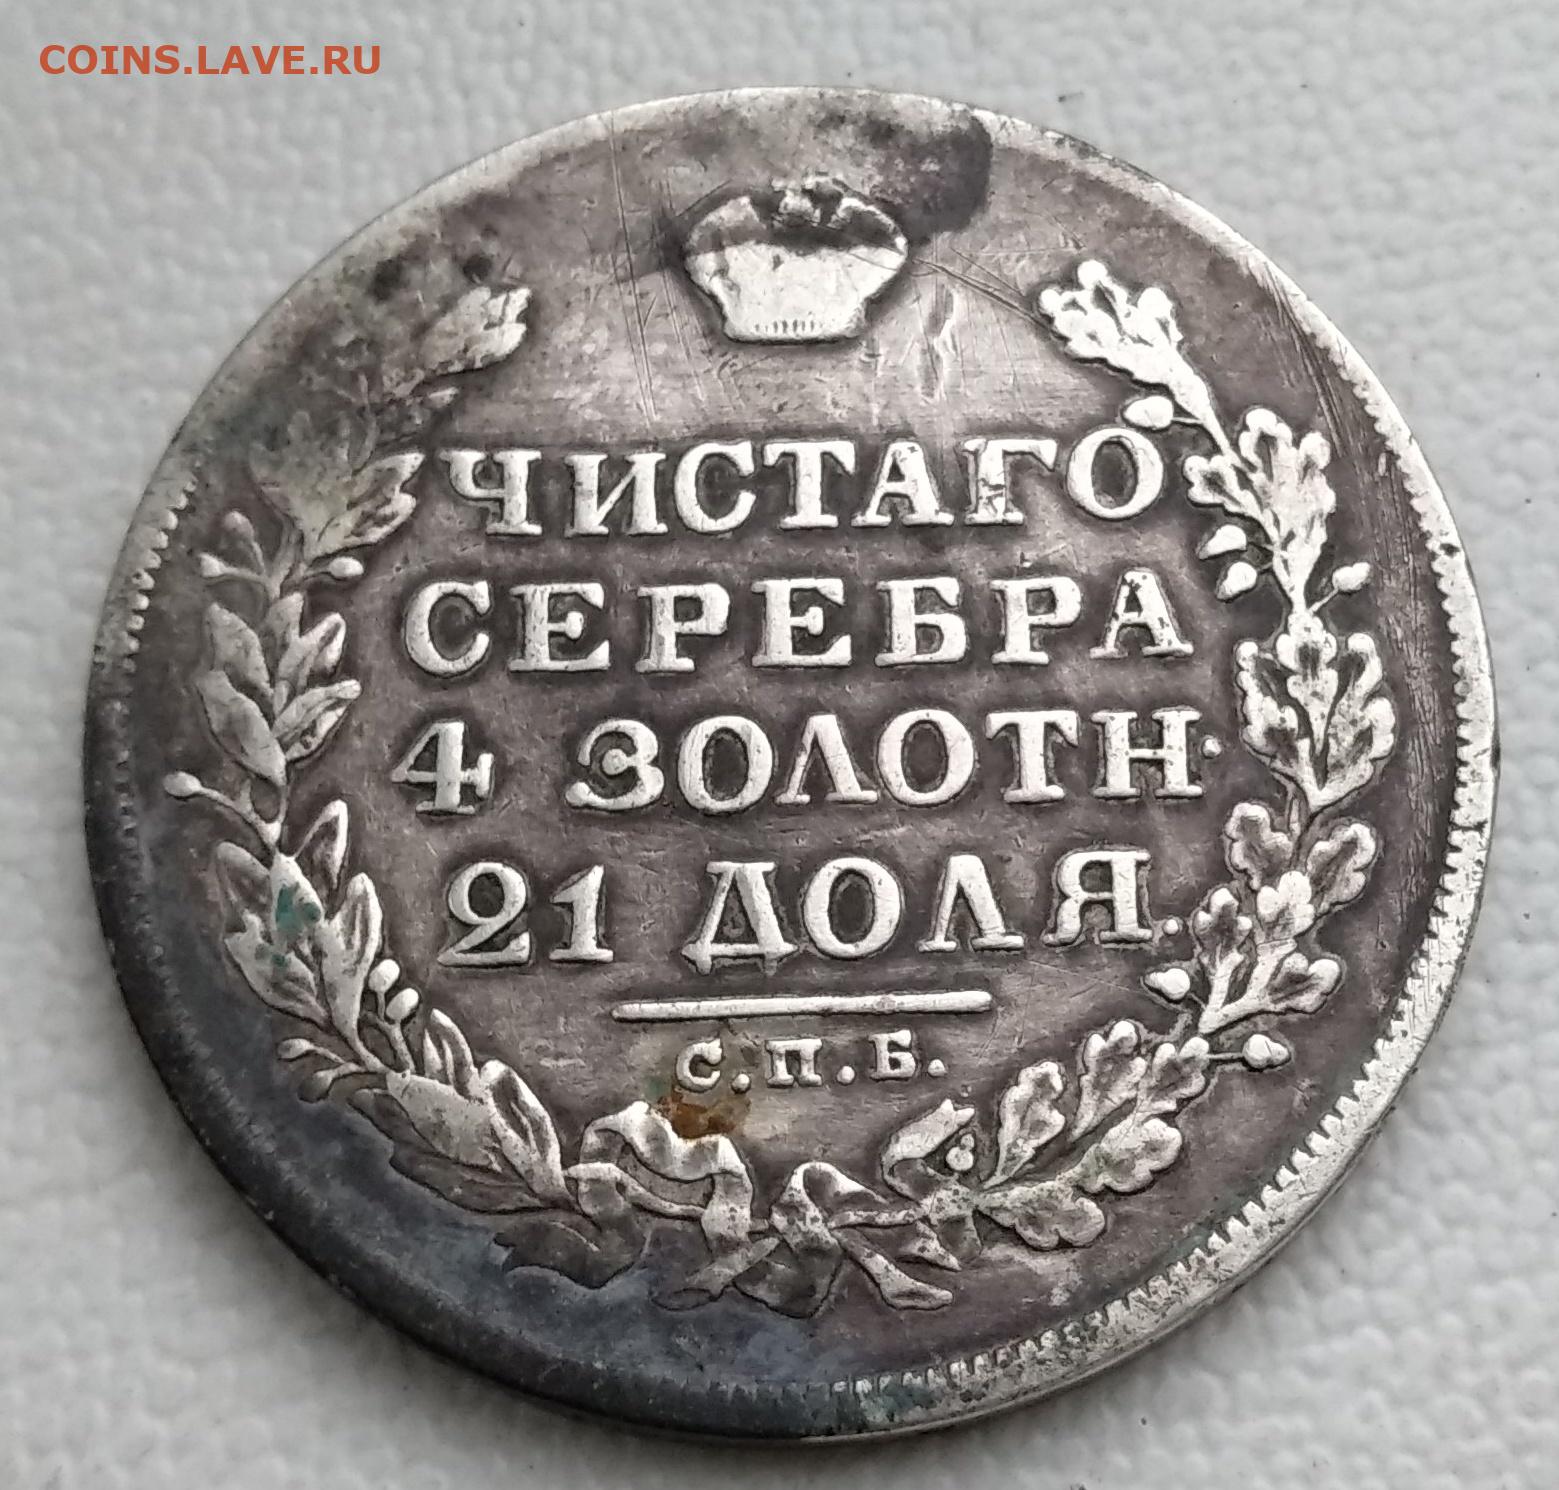 COINS.LAVE.RU
ЧИСТАГО
СЕРЕБРА
4 ЗОЛОТН.
21 ДОЛЯ.
С.П.Б.